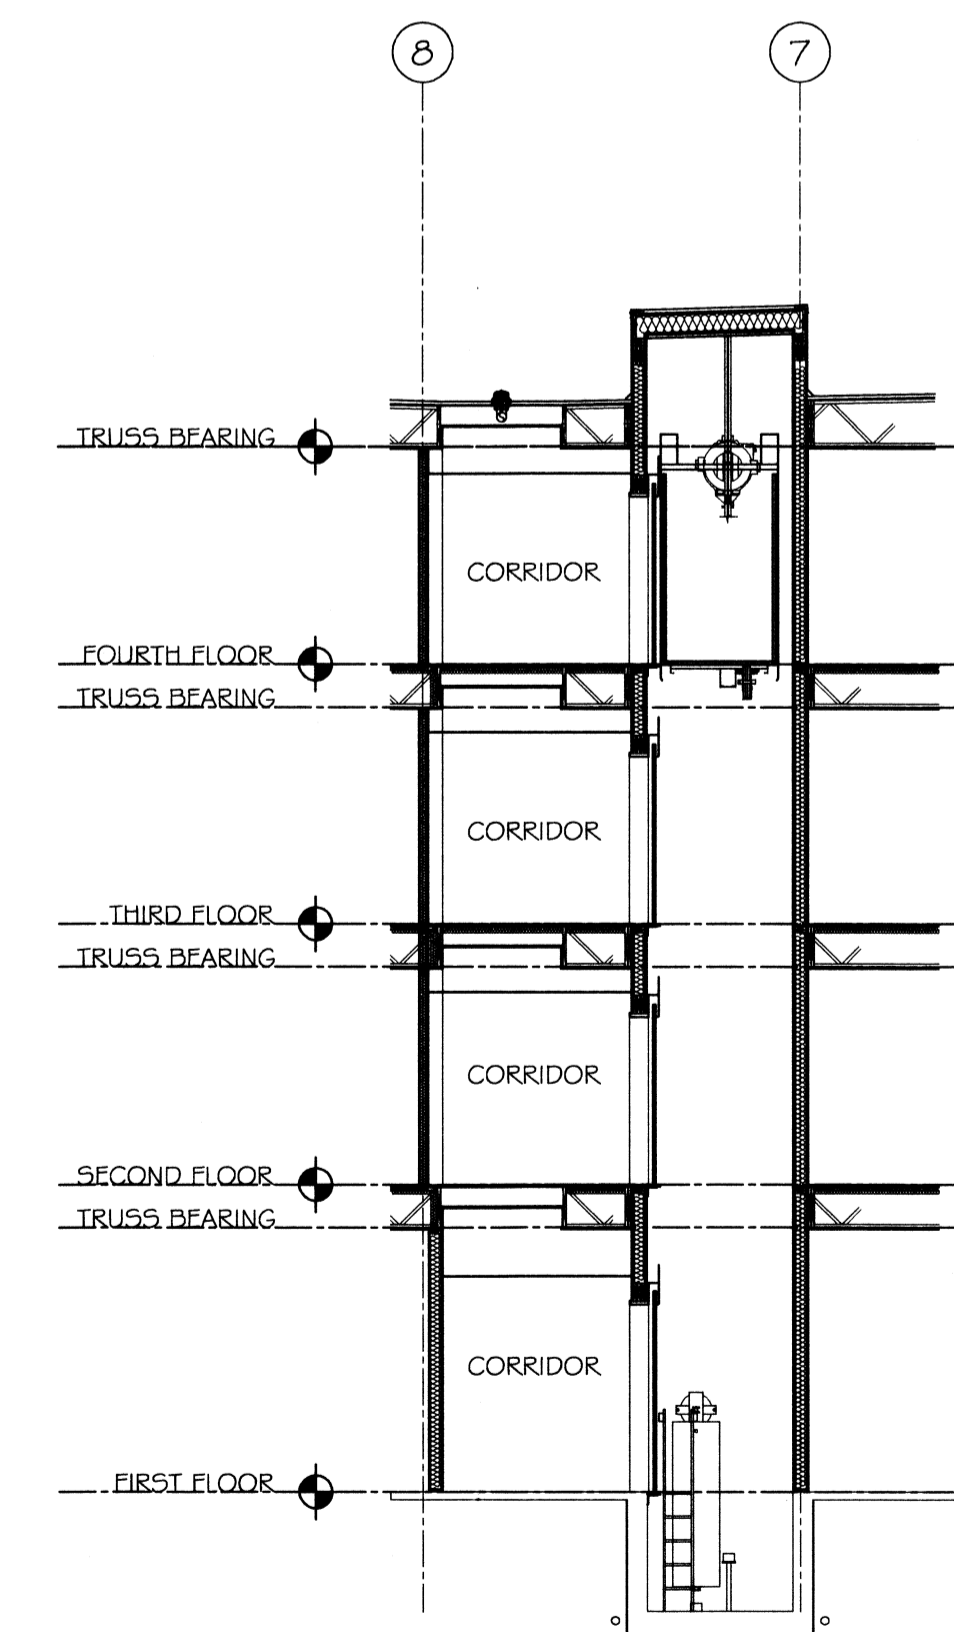 8 7
TRUSS BEARING
CORRIDOR
FOURTH FLOOR
TRUSS BEARING
CORRIDOR
THIRD FLOOR
TRUSS BEARING
CORRIDOR
SECOND FLOOR
TRUSS BEARING
CORRIDOR
FIRST FLOOR